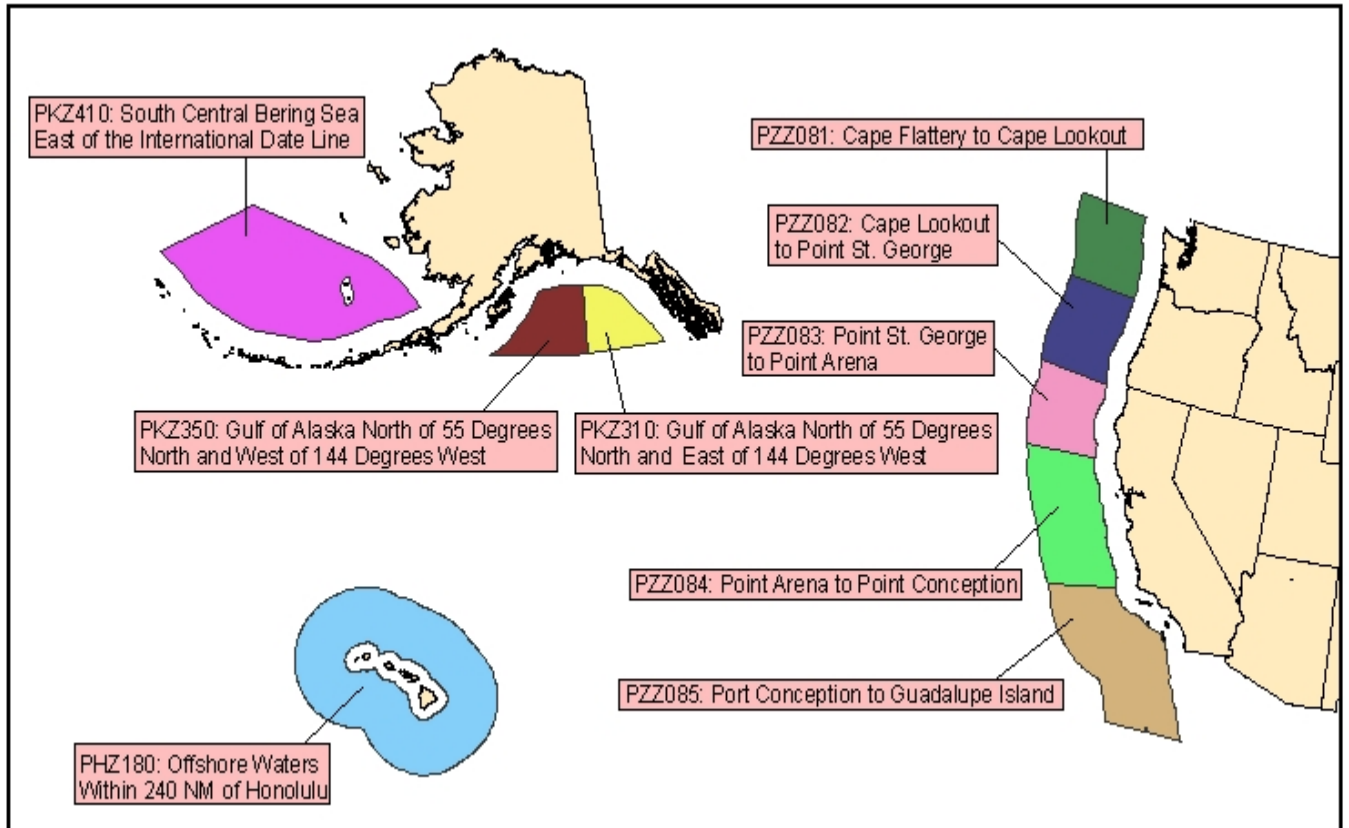 PKZ410: South Central Bering Sea
East of the International Date Line
PZZ081: Cape Flattery to Cape Lookout
PZZ082: Cape Lookout
to Point St. George
PZZ083: Point St. George
to Point Arena
PKZ350: Gulf of Alaska North of 55 Degrees
North and West of 144 Degrees West
PKZ310: Gulf of Alaska North of 55 Degrees
North and East of 144 Degrees West
PZZ084: Point Arena to Point Conception
PZZ085: Port Conception to Guadalupe Island
PHZ180: Offshore Waters
Within 240 NM of Honolulu